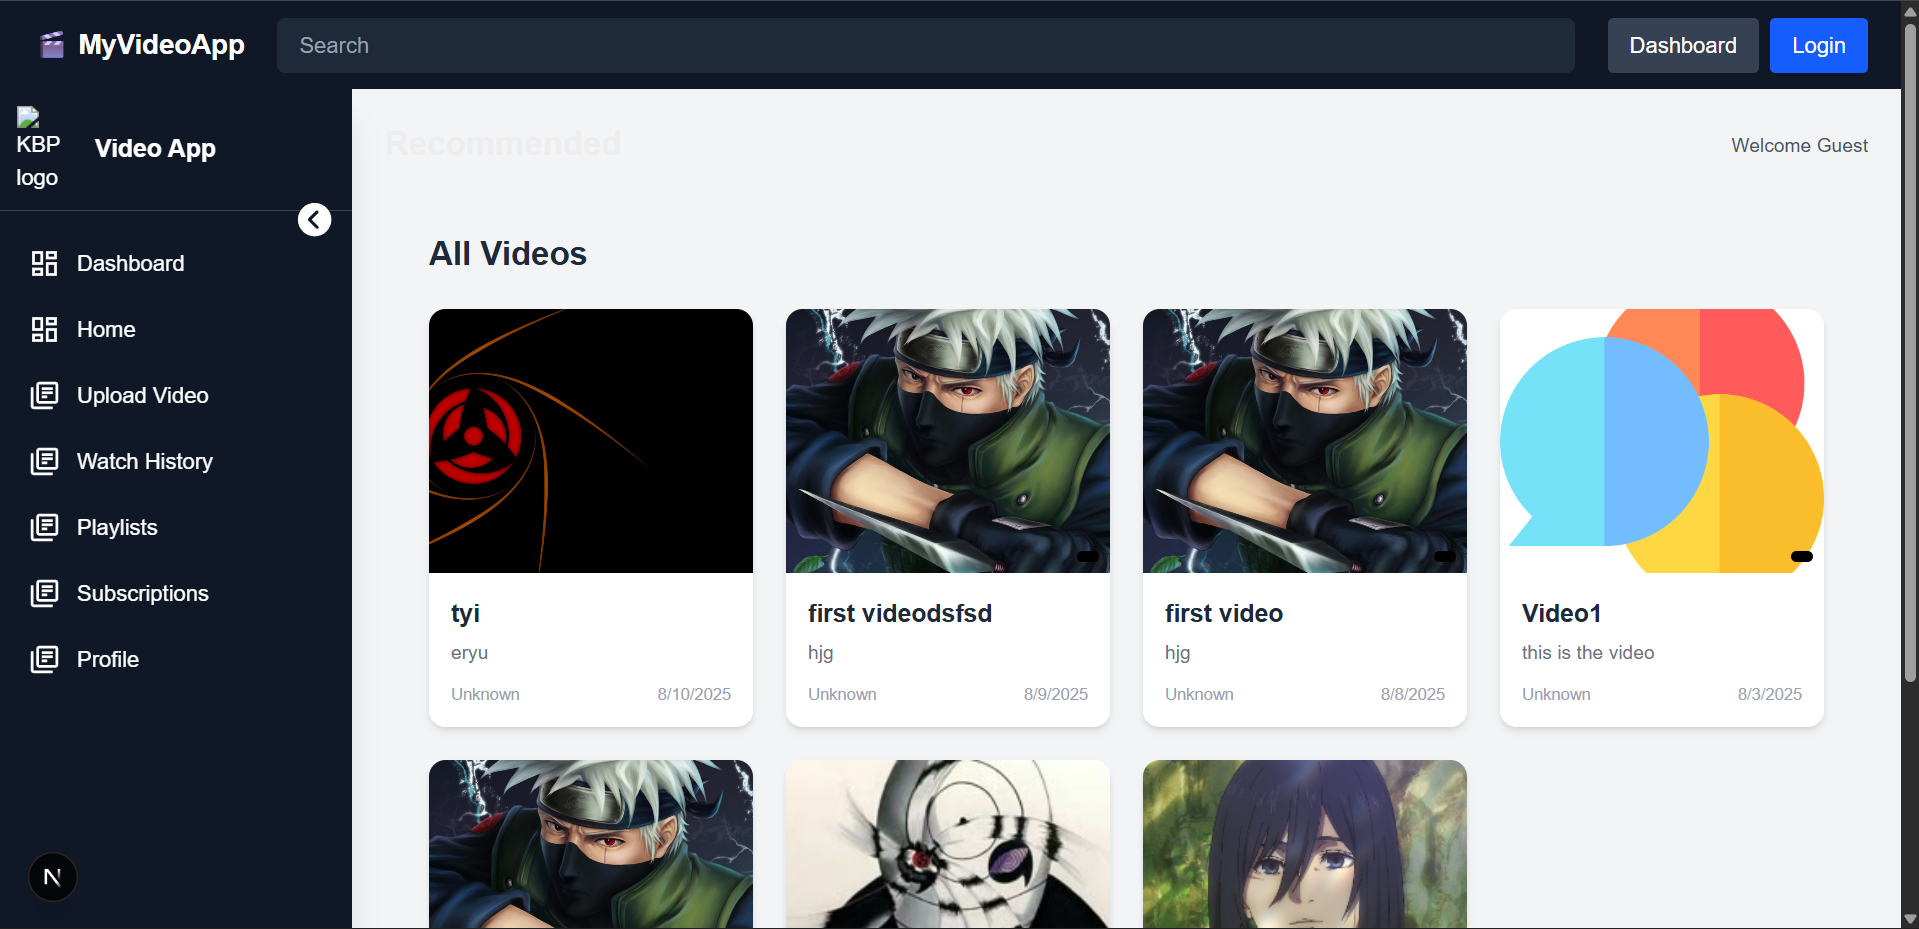 MyVideoApp
Search
Dashboard
Login
KBP
logo
Video App
Dashboard
Home
Upload Video
Watch History
Playlists
Subscriptions
Profile
N
Recommended
Welcome Guest
All Videos
tyi
eryu
Unknown
8/10/2025
first videodsfsd
hjg
Unknown
8/9/2025
first video
hjg
Unknown
8/8/2025
Video1
this is the video
Unknown
8/3/2025